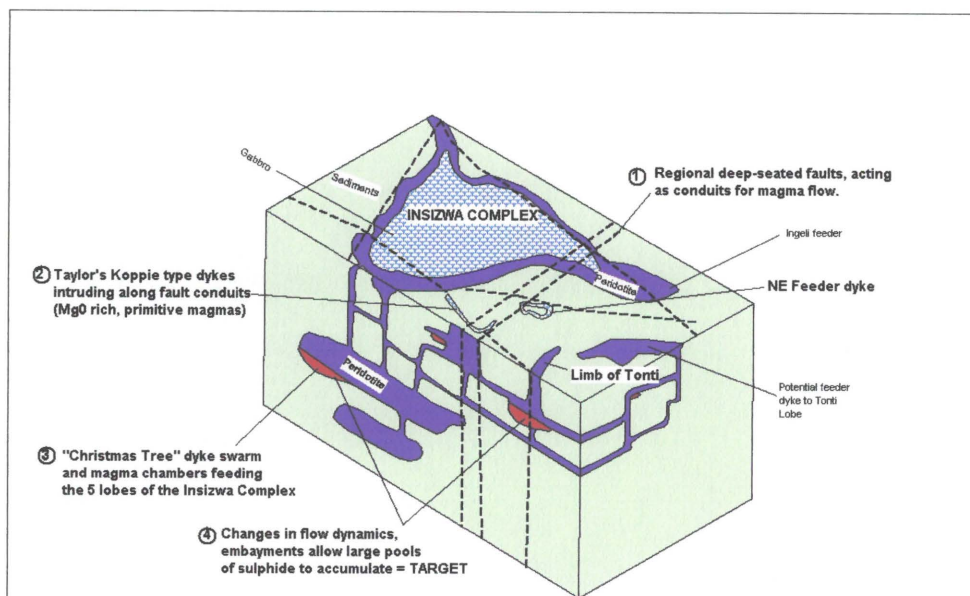 Gabbro
Sediments
INSIZWA COMPLEX
① Regional deep-seated faults, acting
as conduits for magma flow.
Ingeli feeder
② Taylor's Koppie type dykes
intruding along fault conduits
(Mg0 rich, primitive magmas)
Peridotite
NE Feeder dyke
Peridotite
Limb of Tonti
Potential feeder
dyke to Tonti
Lobe
③ "Christmas Tree" dyke swarm
and magma chambers feeding
the 5 lobes of the Insizwa Complex
④ Changes in flow dynamics,
embayments allow large pools
of sulphide to accumulate = TARGET